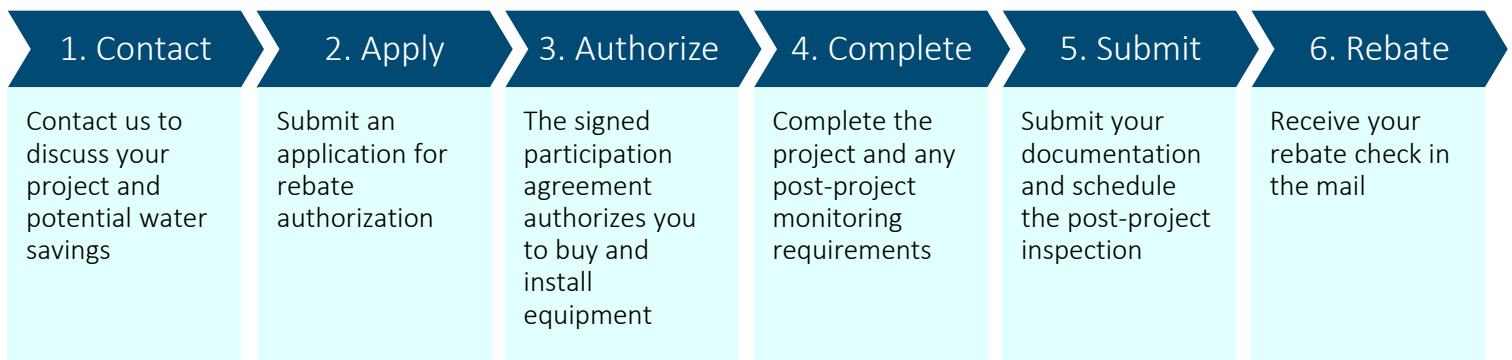 1. Contact
Contact us to
discuss your
project and
potential water
savings
2. Apply
Submit an
application for
rebate
authorization
3. Authorize
The signed
participation
agreement
authorizes you
to buy and
install
equipment
4. Complete
Complete the
project and any
post-project
monitoring
requirements
5. Submit
Submit your
documentation
and schedule
the post-project
inspection
6. Rebate
Receive your
rebate check in
the mail